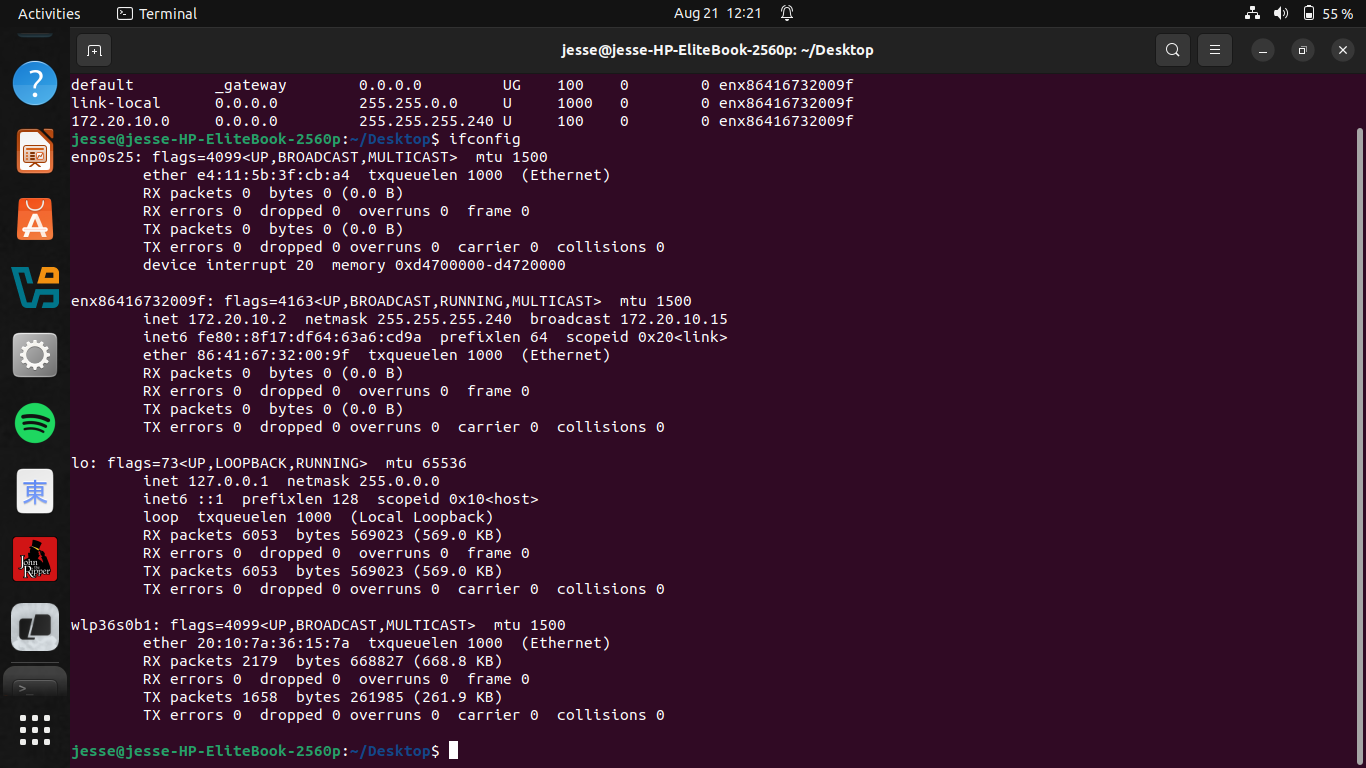 Activities Terminal Aug 21 12:21 55 %
jesse@jesse-HP-EliteBook-2560p: ~/Desktop
default         _gateway        0.0.0.0         UG    100    0        0 enx86416732009f
link-local      0.0.0.0         255.255.0.0     U     1000   0        0 enx86416732009f
172.20.10.0     0.0.0.0         255.255.255.240 U     100    0        0 enx86416732009f
jesse@jesse-HP-EliteBook-2560p:~/Desktop$ ifconfig
enp0s25: flags=4099<UP,BROADCAST,MULTICAST>  mtu 1500
        ether e4:11:5b:3f:cb:a4  txqueuelen 1000  (Ethernet)
        RX packets 0  bytes 0 (0.0 B)
        RX errors 0  dropped 0  overruns 0  frame 0
        TX packets 0  bytes 0 (0.0 B)
        TX errors 0  dropped 0 overruns 0  carrier 0  collisions 0
        device interrupt 20  memory 0xd4700000-d4720000
enx86416732009f: flags=4163<UP,BROADCAST,RUNNING,MULTICAST>  mtu 1500
        inet 172.20.10.2  netmask 255.255.255.240  broadcast 172.20.10.15
        inet6 fe80::8f17:df64:63a6:cd9a  prefixlen 64  scopeid 0x20<link>
        ether 86:41:67:32:00:9f  txqueuelen 1000  (Ethernet)
        RX packets 0  bytes 0 (0.0 B)
        RX errors 0  dropped 0  overruns 0  frame 0
        TX packets 0  bytes 0 (0.0 B)
        TX errors 0  dropped 0 overruns 0  carrier 0  collisions 0
lo: flags=73<UP,LOOPBACK,RUNNING>  mtu 65536
        inet 127.0.0.1  netmask 255.0.0.0
        inet6 ::1  prefixlen 128  scopeid 0x10<host>
        loop  txqueuelen 1000  (Local Loopback)
        RX packets 6053  bytes 569023 (569.0 KB)
        RX errors 0  dropped 0  overruns 0  frame 0
        TX packets 6053  bytes 569023 (569.0 KB)
        TX errors 0  dropped 0 overruns 0  carrier 0  collisions 0
wlp36s0b1: flags=4099<UP,BROADCAST,MULTICAST>  mtu 1500
        ether 20:10:7a:36:15:7a  txqueuelen 1000  (Ethernet)
        RX packets 2179  bytes 668827 (668.8 KB)
        RX errors 0  dropped 0  overruns 0  frame 0
        TX packets 1658  bytes 261985 (261.9 KB)
        TX errors 0  dropped 0 overruns 0  carrier 0  collisions 0
jesse@jesse-HP-EliteBook-2560p:~/Desktop$
?
東
John
the
Ripper
>_